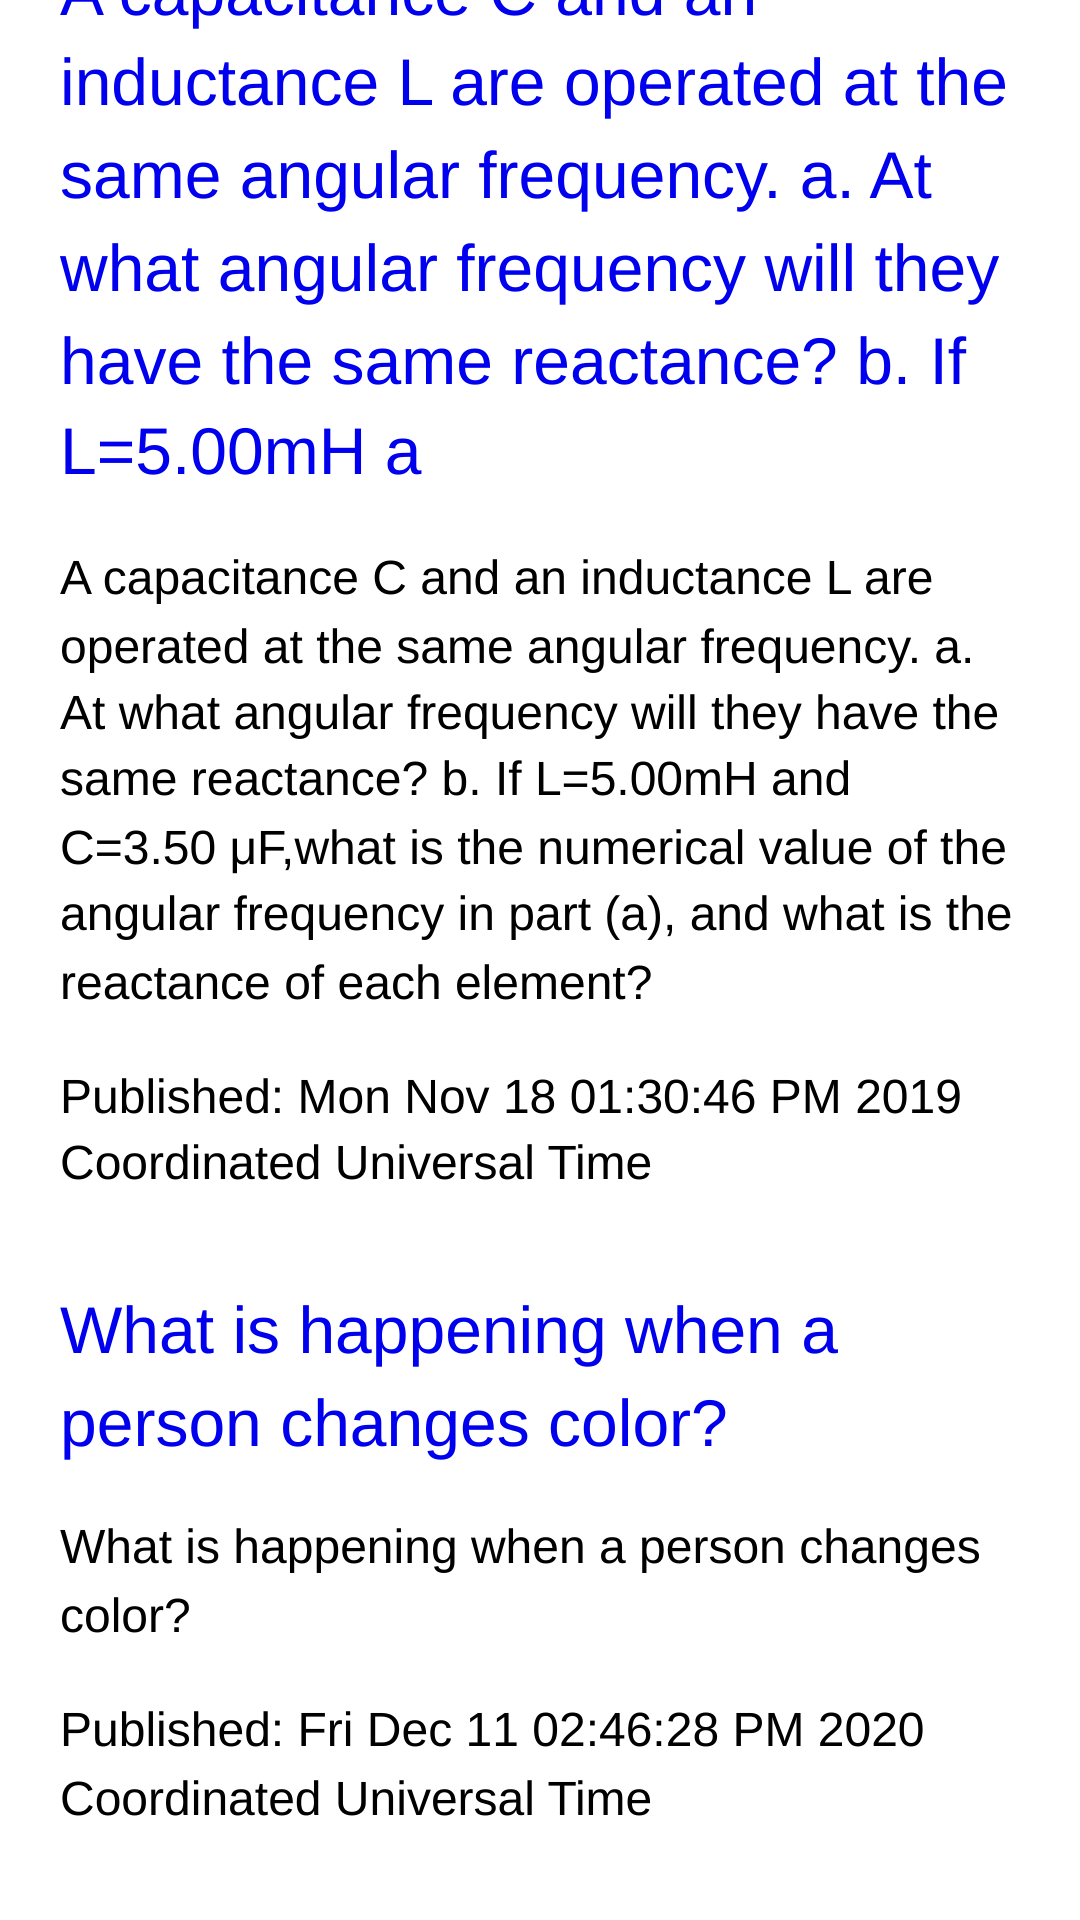 A capacitance C and an
inductance L are operated at the
same angular frequency. a. At
what angular frequency will they
have the same reactance? b. If
L=5.00mH a
A capacitance C and an inductance L are
operated at the same angular frequency. a.
At what angular frequency will they have the
same reactance? b. If L=5.00mH and
C=3.50 μF,what is the numerical value of the
angular frequency in part (a), and what is the
reactance of each element?
Published: Mon Nov 18 01:30:46 PM 2019
Coordinated Universal Time
What is happening when a
person changes color?
What is happening when a person changes
color?
Published: Fri Dec 11 02:46:28 PM 2020
Coordinated Universal Time